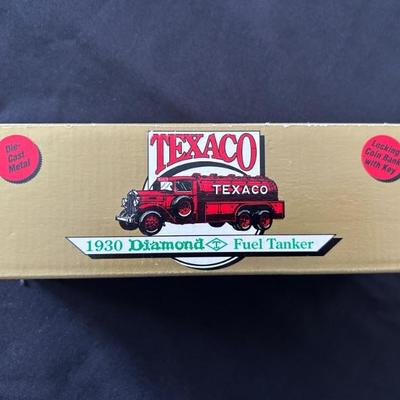 TEXACO
Die-
Cast
Metal
Locking
Coin Bank
with Key
TEXACO
1930 Diamond T Fuel Tanker